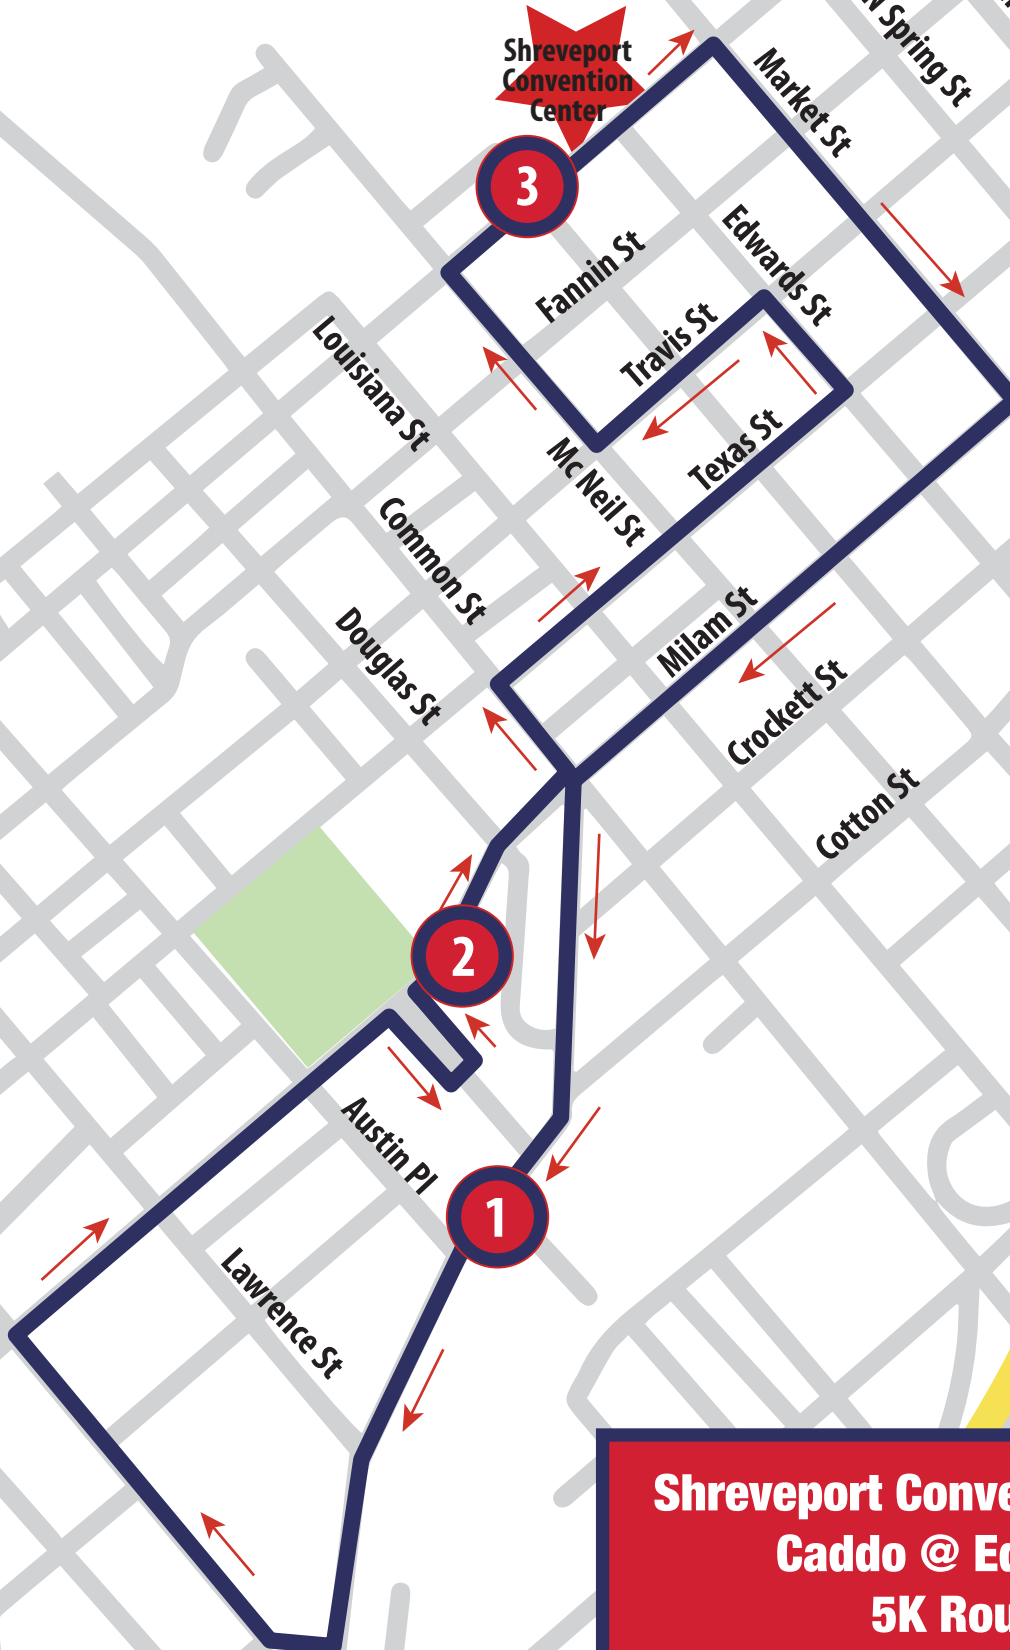 Shreveport
Convention
Center
3
Market St
Spring St
Edwards St
Fannin St
Travis St
Louisiana St
Texas St
Mc Neil St
Common St
Milam St
Douglas St
Crockett St
Cotton St
2
Austin Pl
1
Lawrence St
Shreveport Conve
Caddo @ Ed
5K Rou